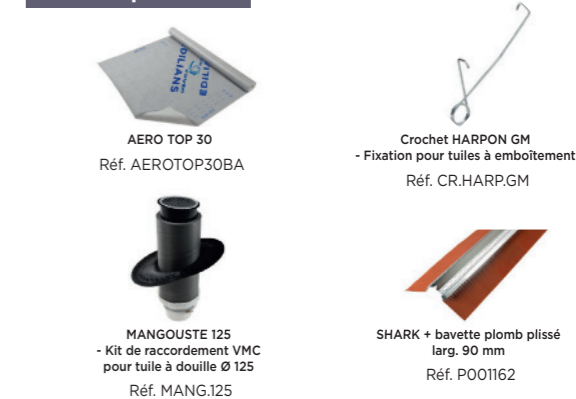 EDILIANS
AERO TOP 30
Réf. AEROTOP30BA
Crochet HARPON GM
- Fixation pour tuiles à emboîtement
Réf. CR.HARP.GM
MANGOUSTE 125
- Kit de raccordement VMC
pour tuile à douille Ø 125
Réf. MANG.125
SHARK + bavette plomb plissé
larg. 90 mm
Réf. P001162